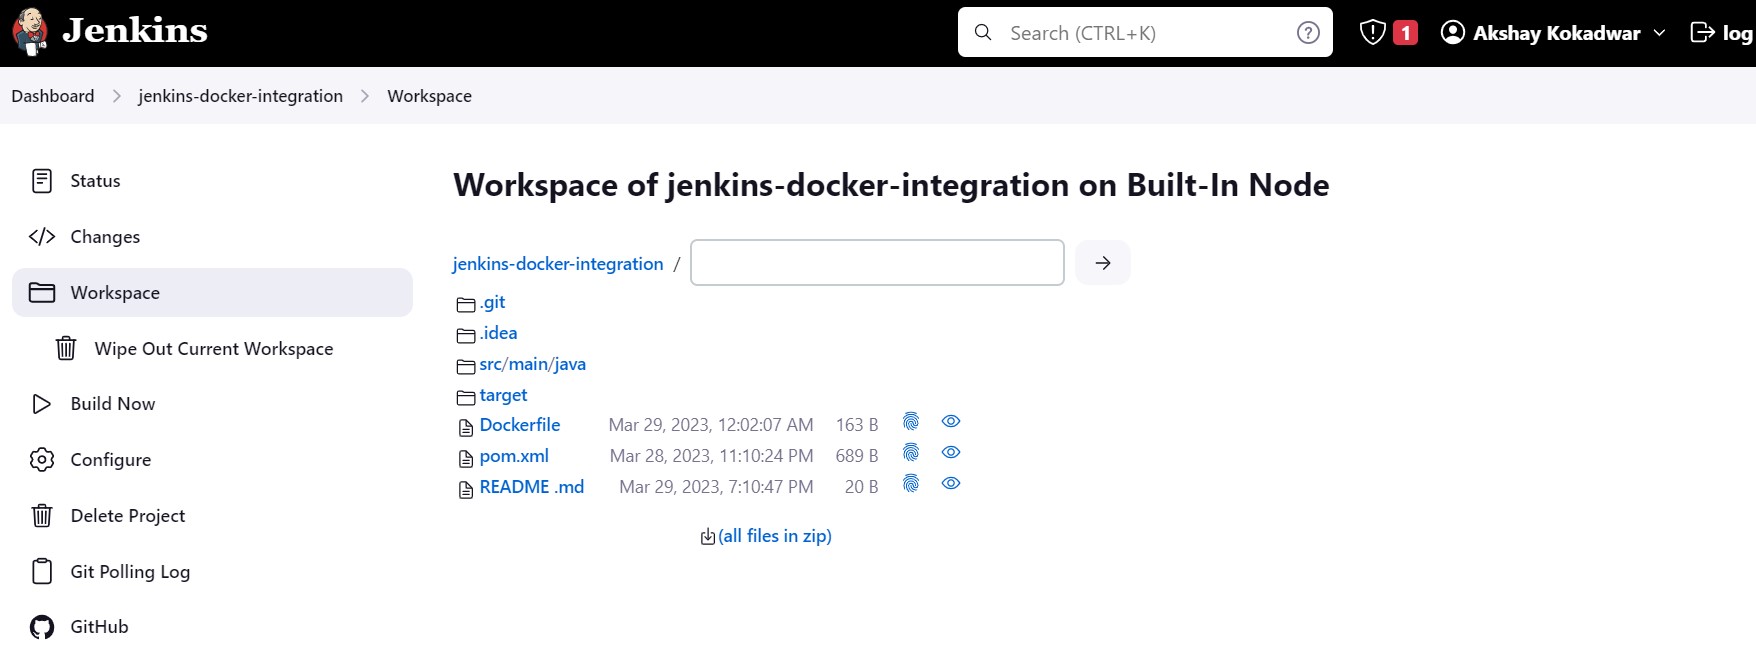 Jenkins
Search (CTRL+K)
1
Akshay Kokadwar
log
Dashboard > jenkins-docker-integration > Workspace
Status
Changes
Workspace
Wipe Out Current Workspace
Build Now
Configure
Delete Project
Git Polling Log
GitHub
Workspace of jenkins-docker-integration on Built-In Node
jenkins-docker-integration /
.git
.idea
src/main/java
target
Dockerfile Mar 29, 2023, 12:02:07 AM 163 B
pom.xml Mar 28, 2023, 11:10:24 PM 689 B
README .md Mar 29, 2023, 7:10:47 PM 20 B
(all files in zip)